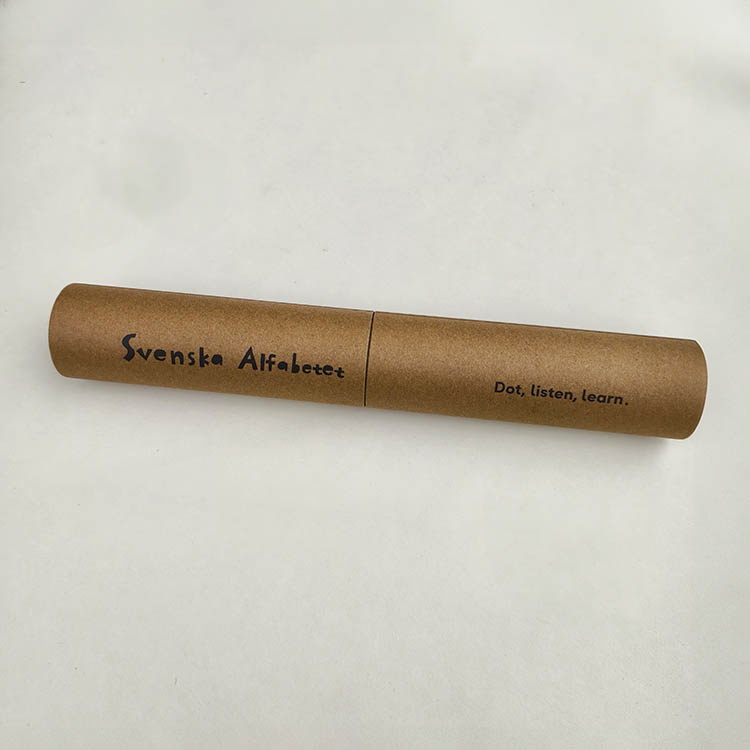 Svenska Alfabetet
Dot, listen, learn.